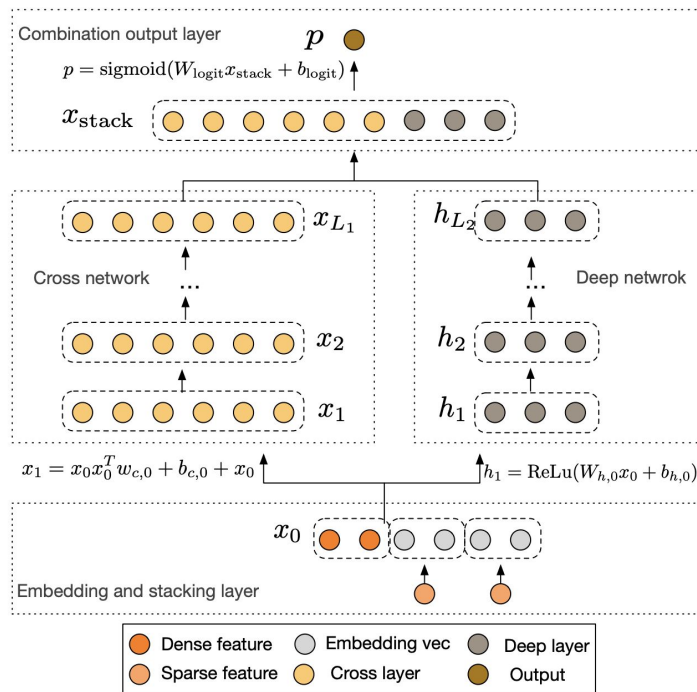 Combination output layer
p
p = sigmoid(W_logit x_stack + b_logit)
x_stack
x_{L_1}
h_{L_2}
Cross network
Deep netwrok
...
...
x_2
h_2
x_1
h_1
x_1 = x_0 x_0^T w_{c,0} + b_{c,0} + x_0
h_1 = ReLu(W_{h,0} x_0 + b_{h,0})
x_0
Embedding and stacking layer
Dense feature
Embedding vec
Deep layer
Sparse feature
Cross layer
Output